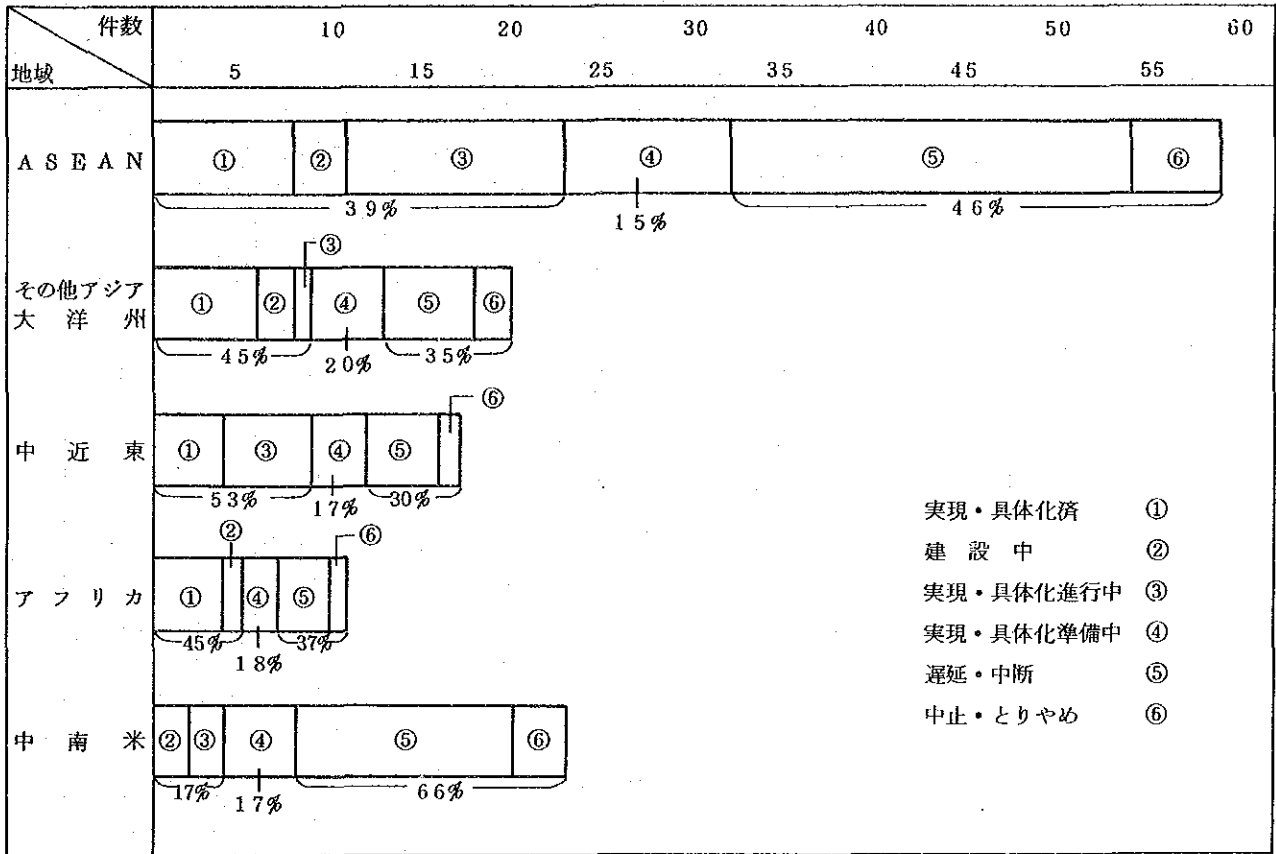 件数 10 20 30 40 50 60
地域 5 15 25 35 45 55
ASEAN ① ② ③ ④ ⑤ ⑥
39% 15% 46%
③
その他アジア
大洋州 ① ② ④ ⑤ ⑥
45% 20% 35%
⑥
中近東 ① ③ ④ ⑤
53% 17% 30%
② ⑥
アフリカ ① ④ ⑤
45% 18% 37%
中南米 ② ③ ④ ⑤ ⑥
17% 17% 66%
実現・具体化済 ①
建設中 ②
実現・具体化進行中 ③
実現・具体化準備中 ④
遅延・中断 ⑤
中止・とりやめ ⑥